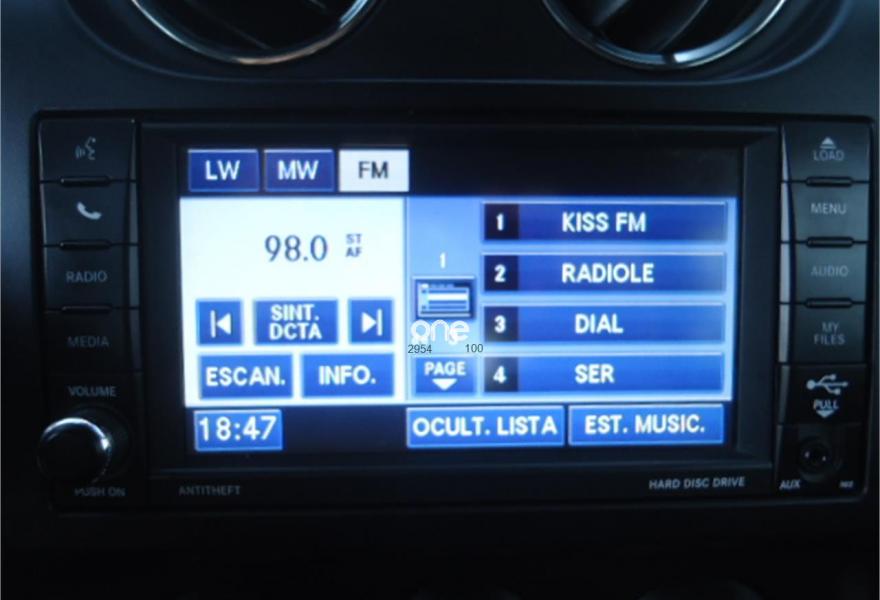 LW MW FM
98.0 ST AF
1
1 KISS FM
2 RADIOLE
3 DIAL
4 SER
SINT. DCTA
ESCAN. INFO.
PAGE
18:47 OCULT. LISTA EST. MUSIC.
RADIO
MEDIA
VOLUME
PUSH ON
ANTITHEFT
HARD DISC DRIVE
LOAD
MENU
AUDIO
MY
FILES
PULL
AUX
one
2954 100